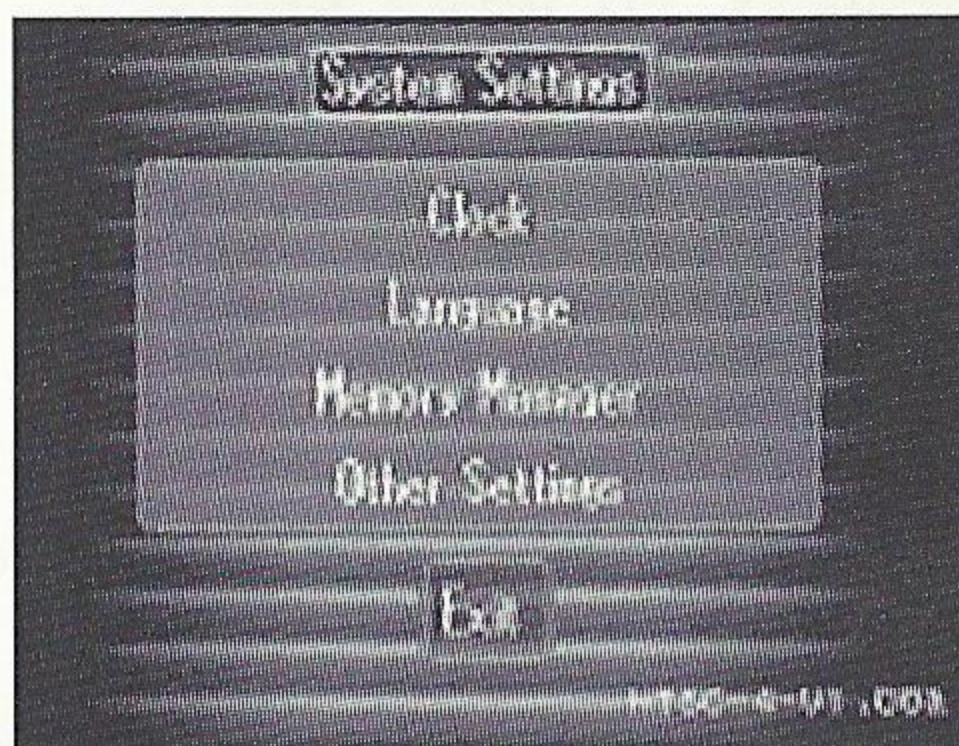 System Settings
Clock
Language
Memory Manager
Other Settings
Exit